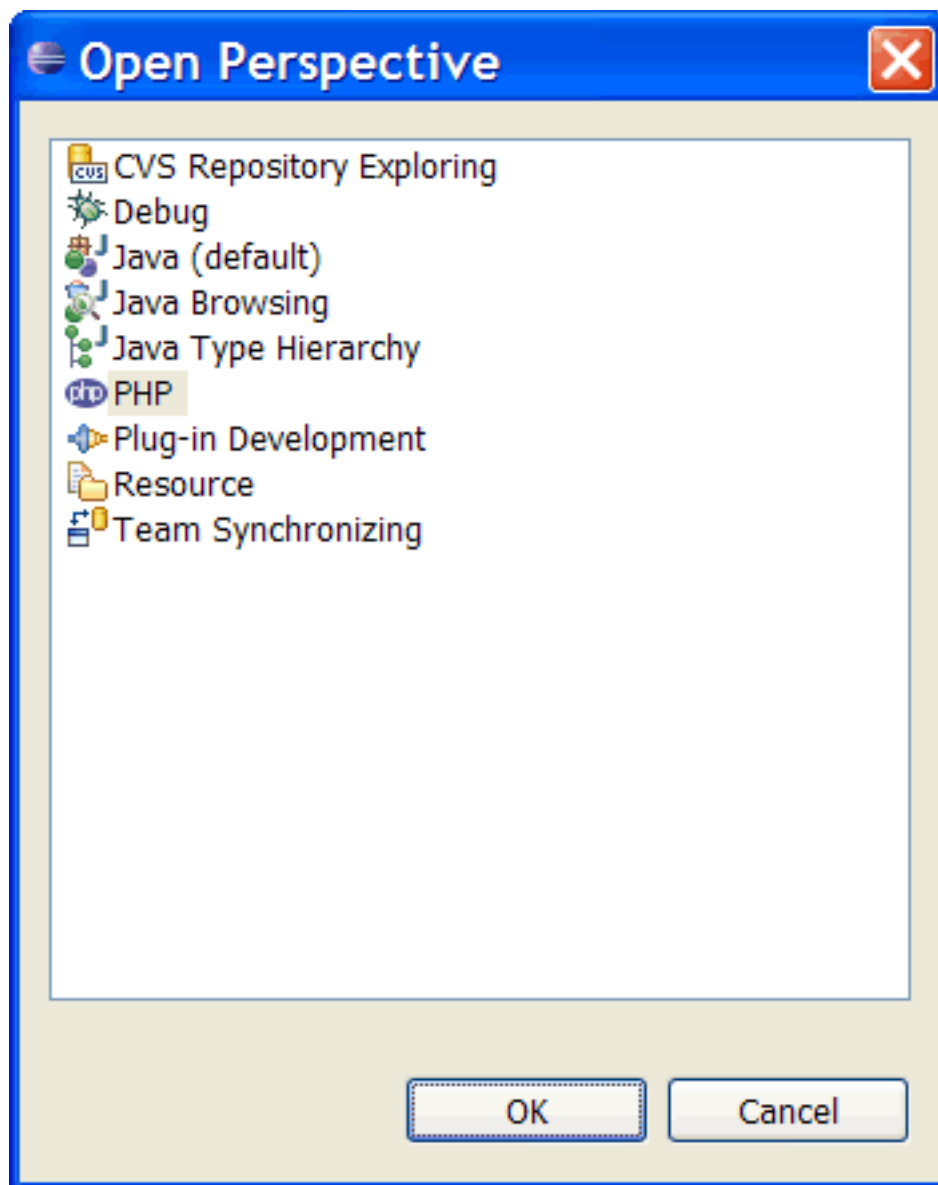 Open Perspective
CVS Repository Exploring
Debug
Java (default)
Java Browsing
Java Type Hierarchy
php PHP
Plug-in Development
Resource
Team Synchronizing
OK Cancel